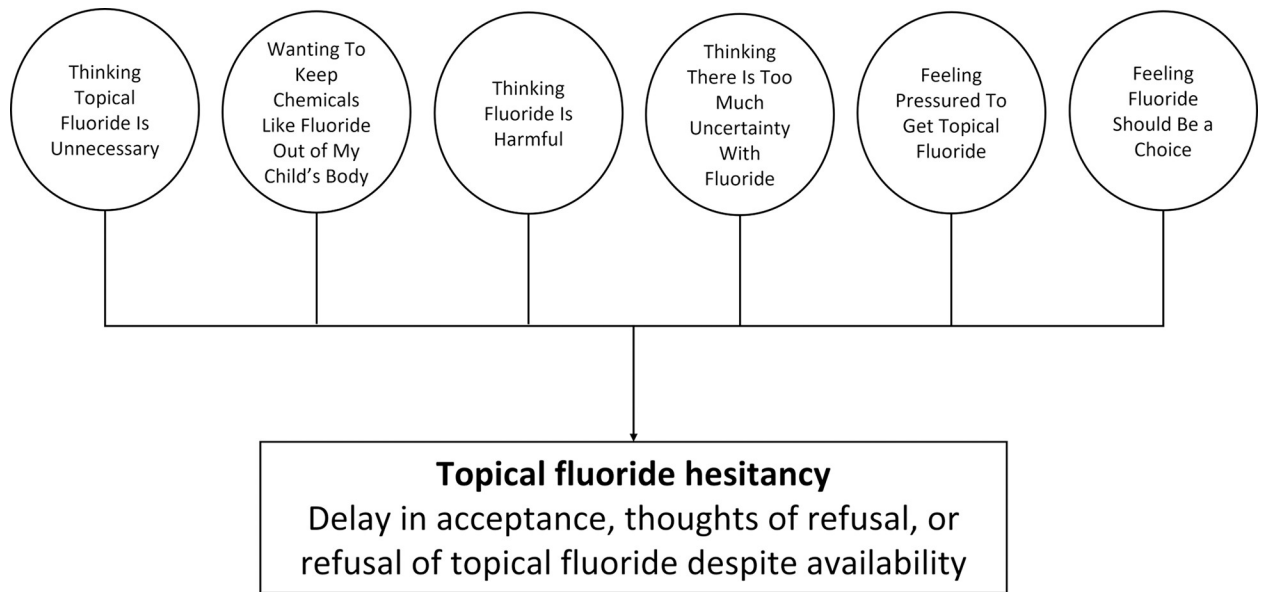 Thinking
Topical
Fluoride Is
Unnecessary
Wanting To
Keep
Chemicals
Like Fluoride
Out of My
Child's Body
Thinking
Fluoride Is
Harmful
Thinking
There Is Too
Much
Uncertainty
With
Fluoride
Feeling
Pressured To
Get Topical
Fluoride
Feeling
Fluoride
Should Be a
Choice
Topical fluoride hesitancy
Delay in acceptance, thoughts of refusal, or
refusal of topical fluoride despite availability